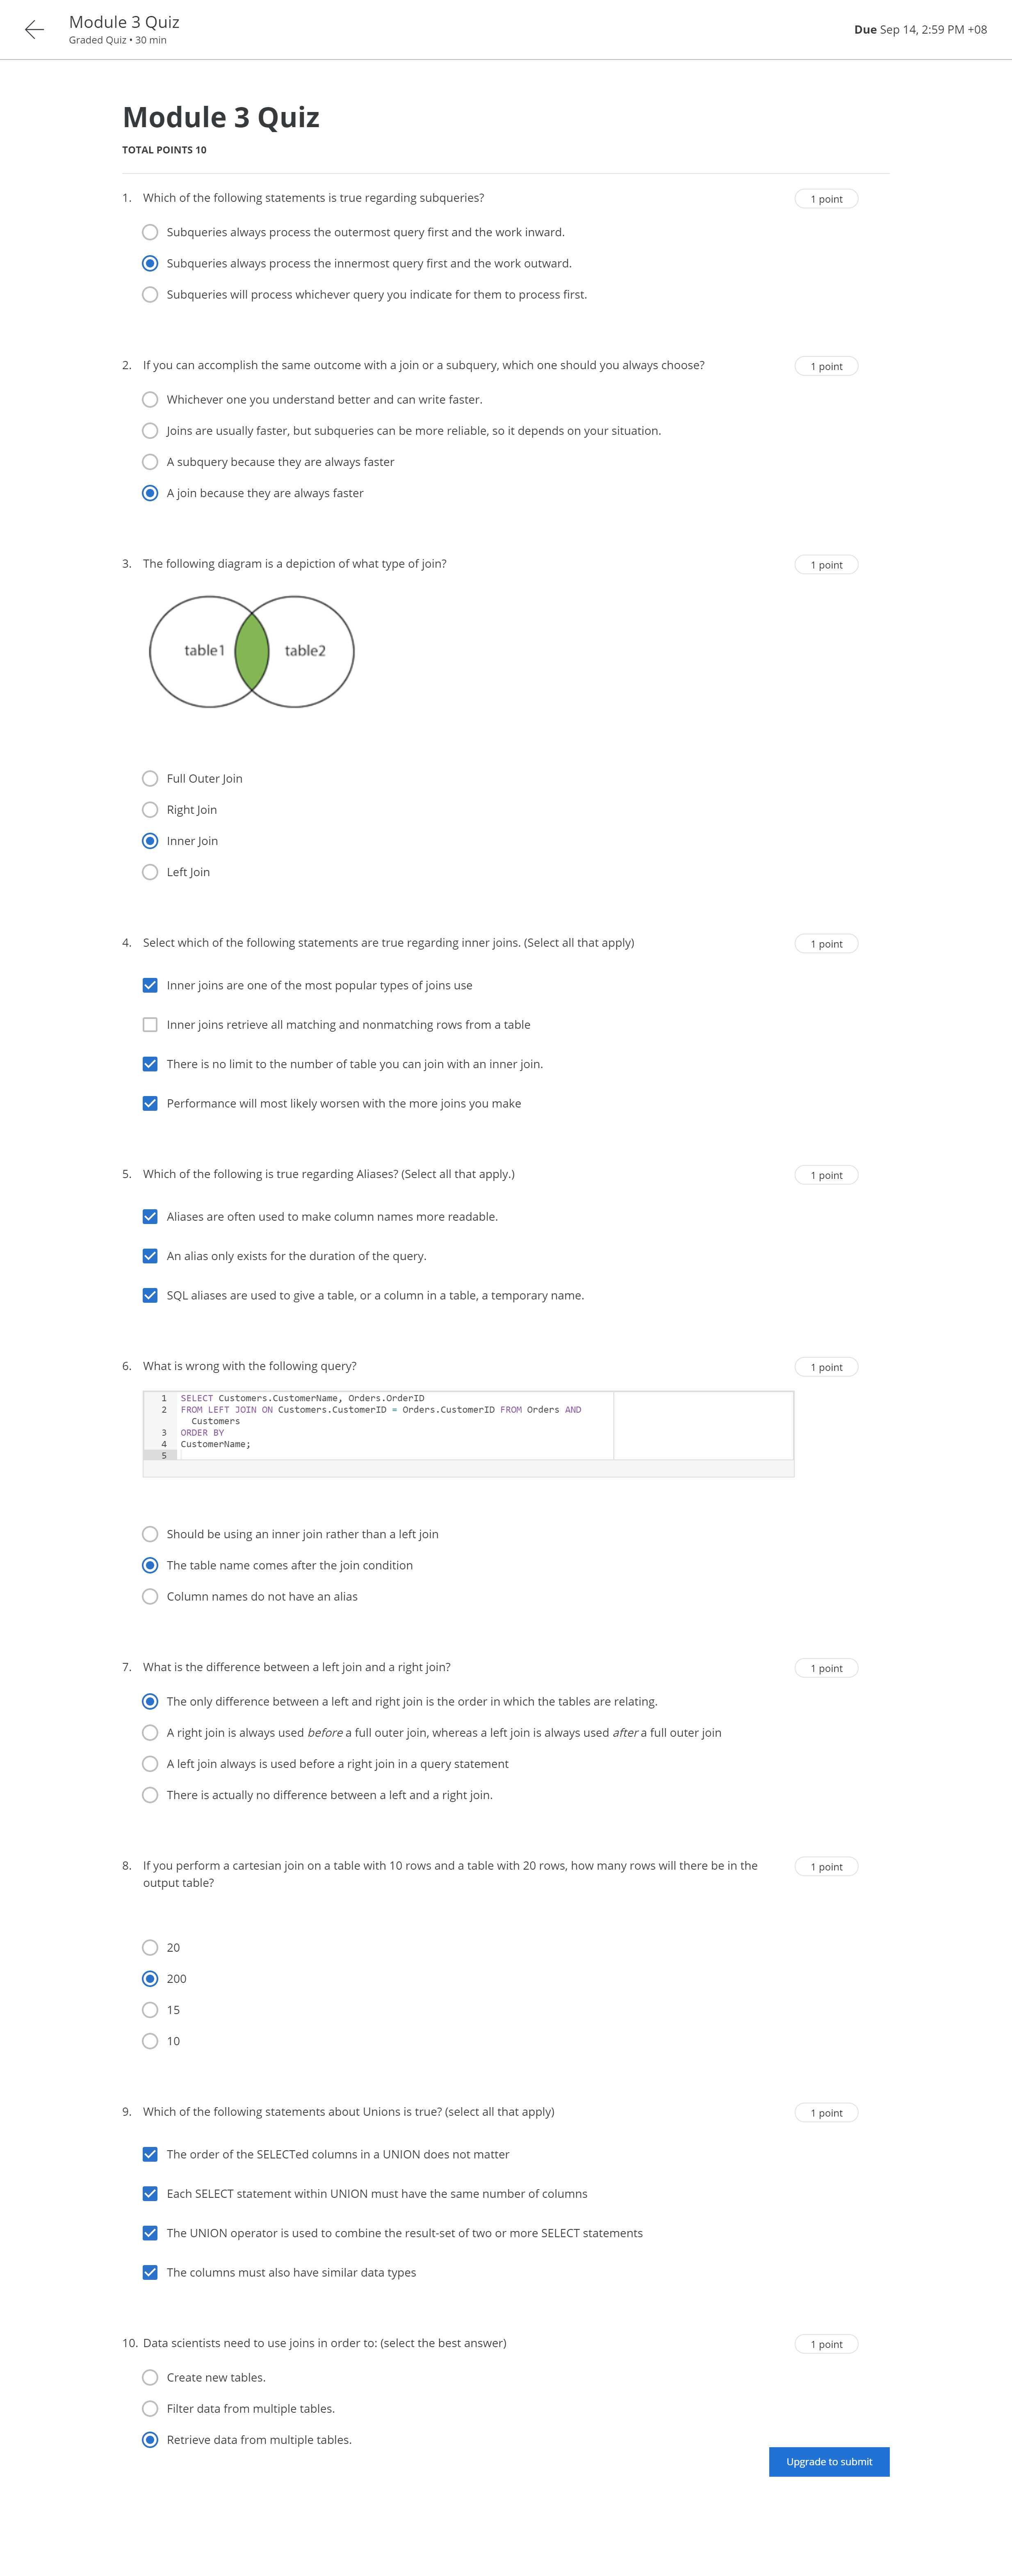 Module 3 Quiz
Graded Quiz • 30 min
Due Sep 14, 2:59 PM +08
Module 3 Quiz
TOTAL POINTS 10
1. Which of the following statements is true regarding subqueries?
1 point
Subqueries always process the outermost query first and the work inward.
Subqueries always process the innermost query first and the work outward.
Subqueries will process whichever query you indicate for them to process first.
2. If you can accomplish the same outcome with a join or a subquery, which one should you always choose?
1 point
Whichever one you understand better and can write faster.
Joins are usually faster, but subqueries can be more reliable, so it depends on your situation.
A subquery because they are always faster
A join because they are always faster
3. The following diagram is a depiction of what type of join?
1 point
table1
table2
Full Outer Join
Right Join
Inner Join
Left Join
4. Select which of the following statements are true regarding inner joins. (Select all that apply)
1 point
Inner joins are one of the most popular types of joins use
Inner joins retrieve all matching and nonmatching rows from a table
There is no limit to the number of table you can join with an inner join.
Performance will most likely worsen with the more joins you make
5. Which of the following is true regarding Aliases? (Select all that apply.)
1 point
Aliases are often used to make column names more readable.
An alias only exists for the duration of the query.
SQL aliases are used to give a table, or a column in a table, a temporary name.
6. What is wrong with the following query?
1 point
1 SELECT Customers.CustomerName, Orders.OrderID
2 FROM LEFT JOIN ON Customers.CustomerID = Orders.CustomerID FROM Orders AND
Customers
3 ORDER BY
4 CustomerName;
5
Should be using an inner join rather than a left join
The table name comes after the join condition
Column names do not have an alias
7. What is the difference between a left join and a right join?
1 point
The only difference between a left and right join is the order in which the tables are relating.
A right join is always used before a full outer join, whereas a left join is always used after a full outer join
A left join always is used before a right join in a query statement
There is actually no difference between a left and a right join.
8. If you perform a cartesian join on a table with 10 rows and a table with 20 rows, how many rows will there be in the
output table?
1 point
20
200
15
10
9. Which of the following statements about Unions is true? (select all that apply)
1 point
The order of the SELECTed columns in a UNION does not matter
Each SELECT statement within UNION must have the same number of columns
The UNION operator is used to combine the result-set of two or more SELECT statements
The columns must also have similar data types
10. Data scientists need to use joins in order to: (select the best answer)
1 point
Create new tables.
Filter data from multiple tables.
Retrieve data from multiple tables.
Upgrade to submit